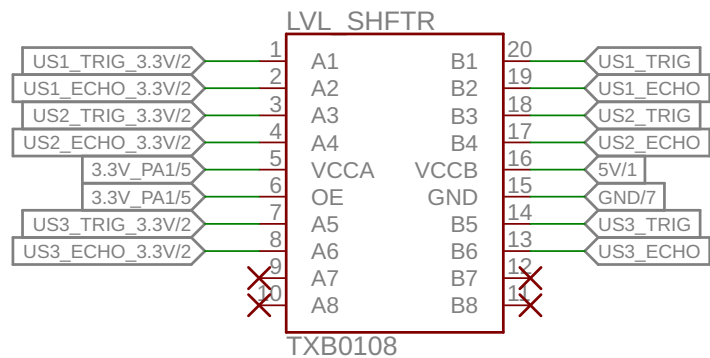 LVL_SHFTR
US1_TRIG_3.3V/2 1 A1 B1 20 US1_TRIG
US1_ECHO_3.3V/2 2 A2 B2 19 US1_ECHO
US2_TRIG_3.3V/2 3 A3 B3 18 US2_TRIG
US2_ECHO_3.3V/2 4 A4 B4 17 US2_ECHO
3.3V_PA1/5 5 VCCA VCCB 16 5V/1
3.3V_PA1/5 6 OE GND 15 GND/7
US3_TRIG_3.3V/2 7 A5 B5 14 US3_TRIG
US3_ECHO_3.3V/2 8 A6 B6 13 US3_ECHO
9 A7 B7 12
10 A8 B8 11
TXB0108